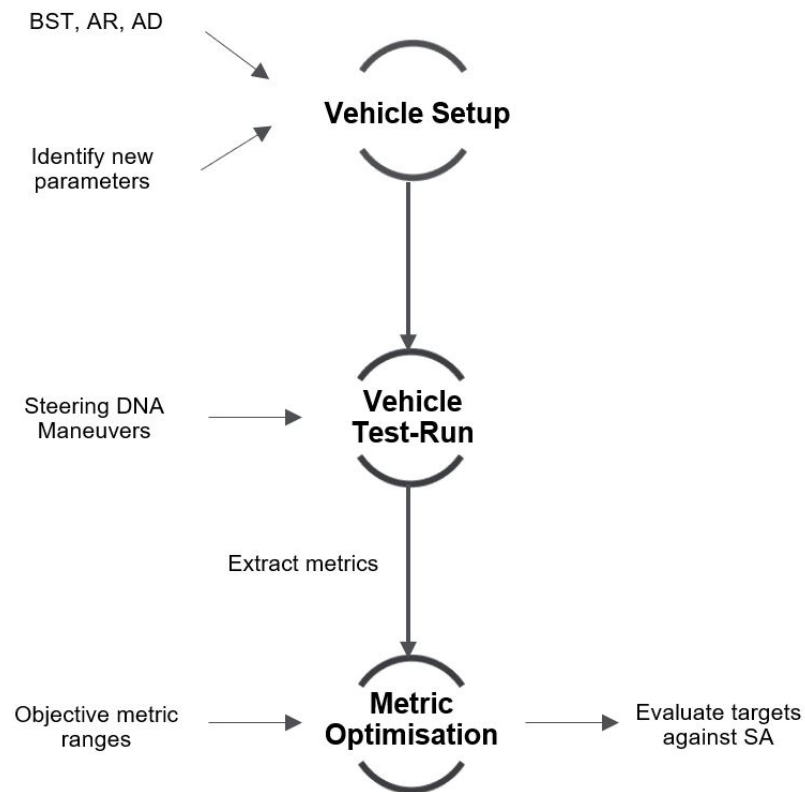 BST, AR, AD
Vehicle Setup
Identify new
parameters
Steering DNA
Maneuvers
Vehicle
Test-Run
Extract metrics
Objective metric
ranges
Metric
Optimisation
Evaluate targets
against SA